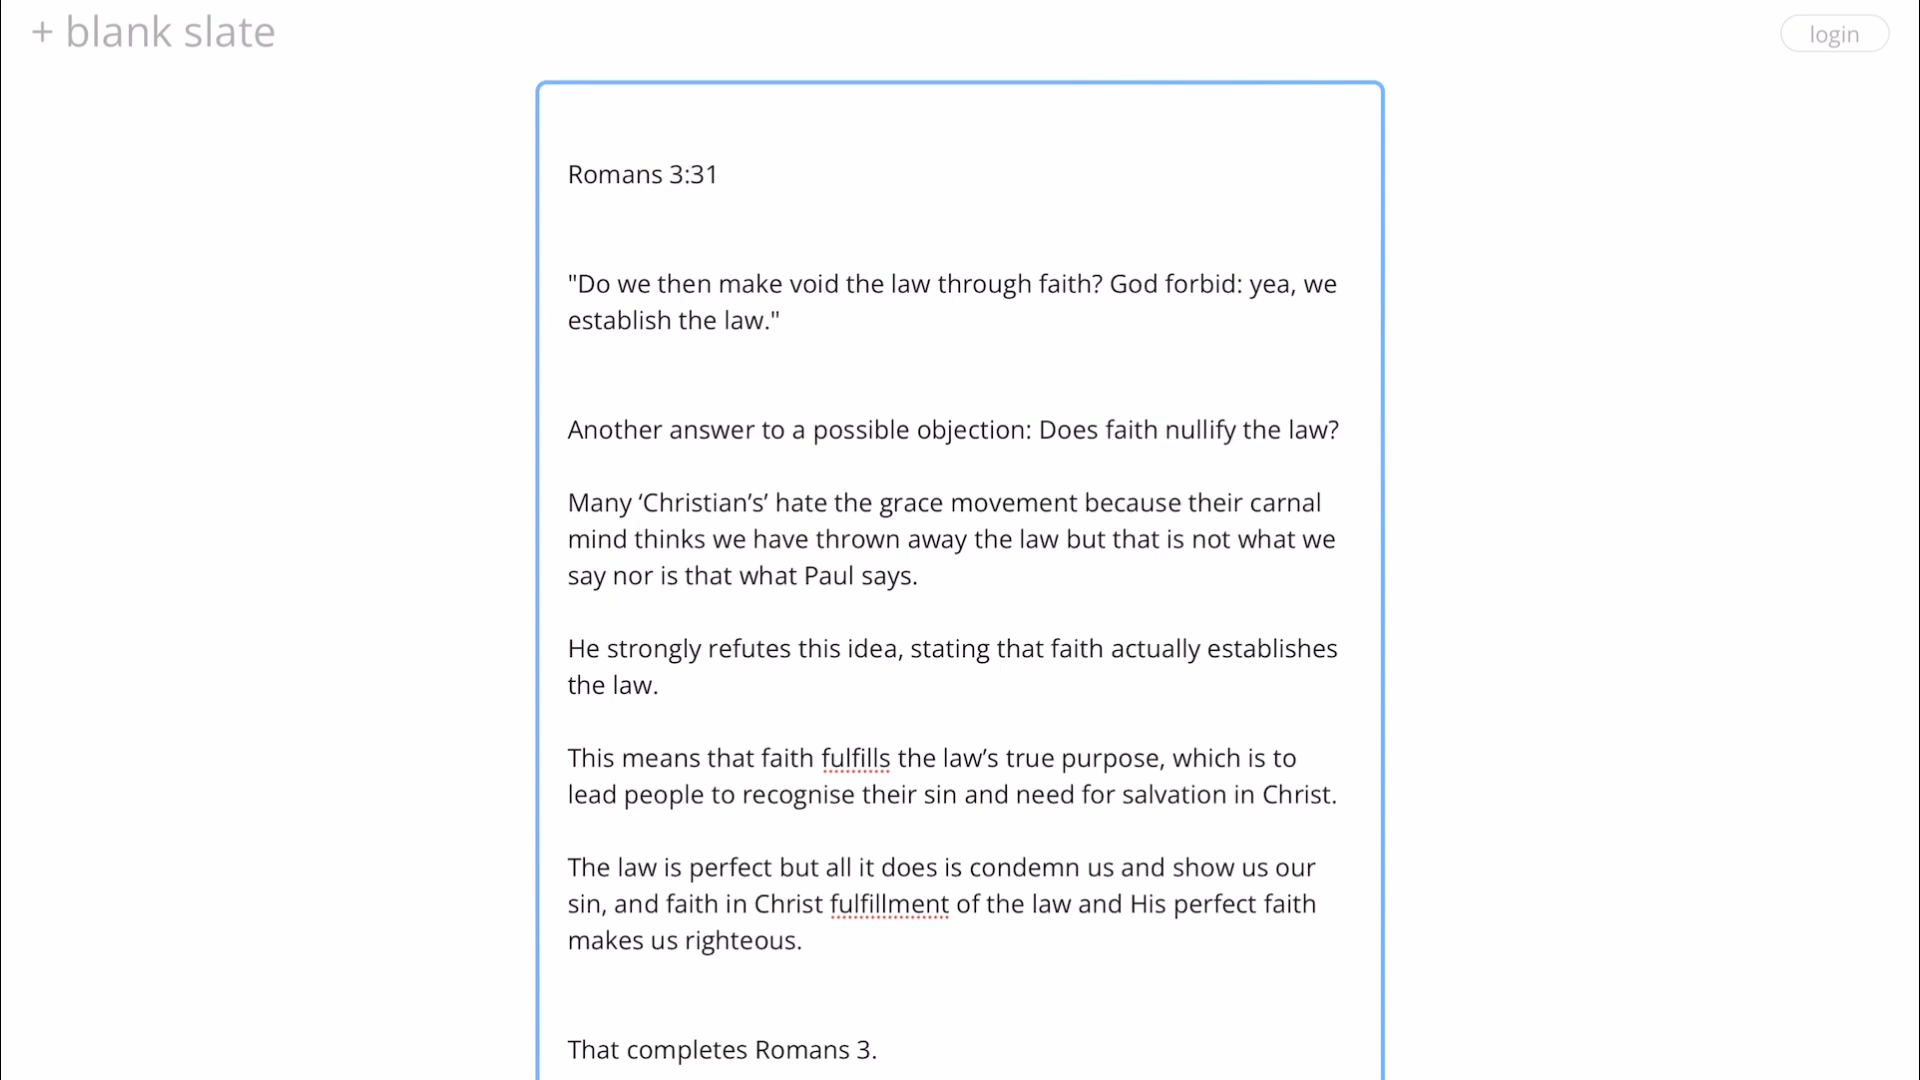 + blank slate
login
Romans 3:31
"Do we then make void the law through faith? God forbid: yea, we
establish the law."
Another answer to a possible objection: Does faith nullify the law?
Many ‘Christian’s’ hate the grace movement because their carnal
mind thinks we have thrown away the law but that is not what we
say nor is that what Paul says.
He strongly refutes this idea, stating that faith actually establishes
the law.
This means that faith fulfills the law’s true purpose, which is to
lead people to recognise their sin and need for salvation in Christ.
The law is perfect but all it does is condemn us and show us our
sin, and faith in Christ fulfillment of the law and His perfect faith
makes us righteous.
That completes Romans 3.